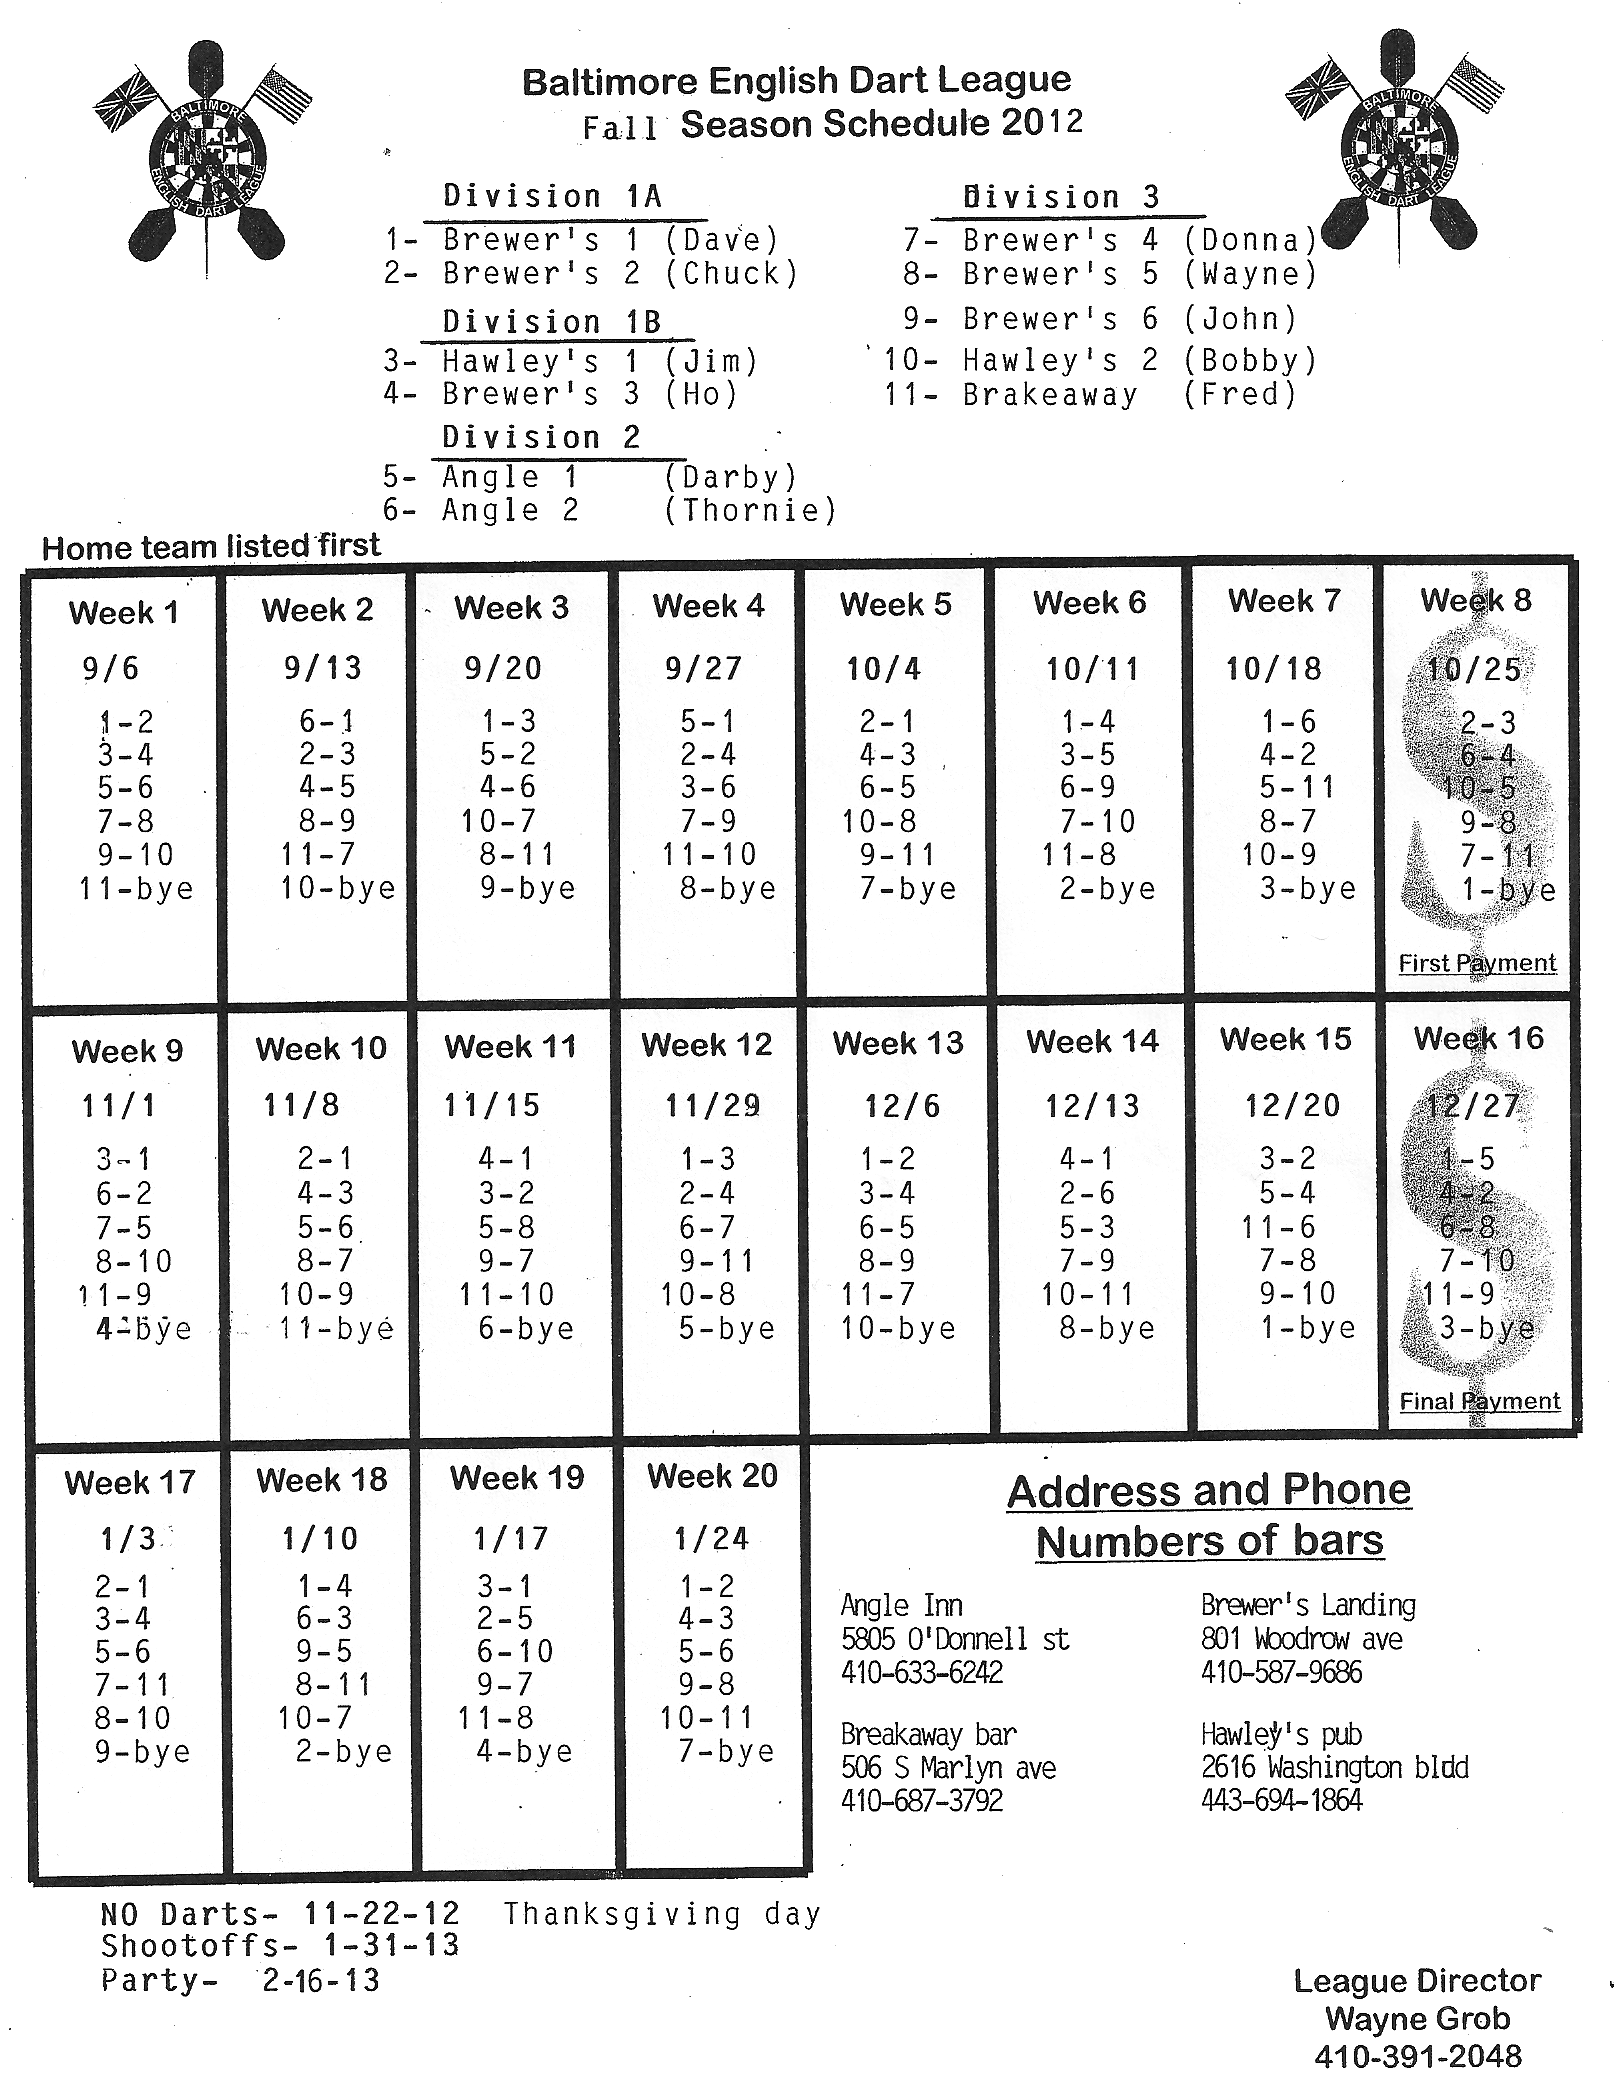 Baltimore English Dart League
Fall Season Schedule 2012
BALTIMORE
ENGLISH DART LEAGUE
BALTIMORE
ENGLISH DART LEAGUE
Division 1A
1- Brewer's 1 (Dave)
2- Brewer's 2 (Chuck)
Division 1B
3- Hawley's 1 (Jim)
4- Brewer's 3 (Ho)
Division 2
5- Angle 1 (Darby)
6- Angle 2 (Thornie)
Division 3
7- Brewer's 4 (Donna)
8- Brewer's 5 (Wayne)
9- Brewer's 6 (John)
10- Hawley's 2 (Bobby)
11- Brakeaway (Fred)
Home team listed first
Week 1
9/6
1-2
3-4
5-6
7-8
9-10
11-bye
Week 2
9/13
6-1
2-3
4-5
8-9
11-7
10-bye
Week 3
9/20
1-3
5-2
4-6
10-7
8-11
9-bye
Week 4
9/27
5-1
2-4
3-6
7-9
11-10
8-bye
Week 5
10/4
2-1
4-3
6-5
10-8
9-11
7-bye
Week 6
10/11
1-4
3-5
6-9
7-10
11-8
2-bye
Week 7
10/18
1-6
4-2
5-11
8-7
10-9
3-bye
Week 8
10/25
2-3
6-4
10-5
9-8
7-11
1-bye
First Payment
Week 9
11/1
3-1
6-2
7-5
8-10
11-9
4-bye
Week 10
11/8
2-1
4-3
5-6
8-7
10-9
11-bye
Week 11
11/15
4-1
3-2
5-8
9-7
11-10
6-bye
Week 12
11/29
1-3
2-4
6-7
9-11
10-8
5-bye
Week 13
12/6
1-2
3-4
6-5
8-9
11-7
10-bye
Week 14
12/13
4-1
2-6
5-3
7-9
10-11
8-bye
Week 15
12/20
3-2
5-4
11-6
7-8
9-10
1-bye
Week 16
12/27
1-5
4-2
6-8
7-10
11-9
3-bye
Final Payment
Week 17
1/3
2-1
3-4
5-6
7-11
8-10
9-bye
Week 18
1/10
1-4
6-3
9-5
8-11
10-7
2-bye
Week 19
1/17
3-1
2-5
6-10
9-7
11-8
4-bye
Week 20
1/24
1-2
4-3
5-6
9-8
10-11
7-bye
Address and Phone
Numbers of bars
Angle Inn
5805 O'Donnell st
410-633-6242
Brewer's Landing
801 Woodrow ave
410-587-9686
Breakaway bar
506 S Marlyn ave
410-687-3792
Hawley's pub
2616 Washington bldd
443-694-1864
NO Darts- 11-22-12 Thanksgiving day
Shootoffs- 1-31-13
Party- 2-16-13
League Director
Wayne Grob
410-391-2048